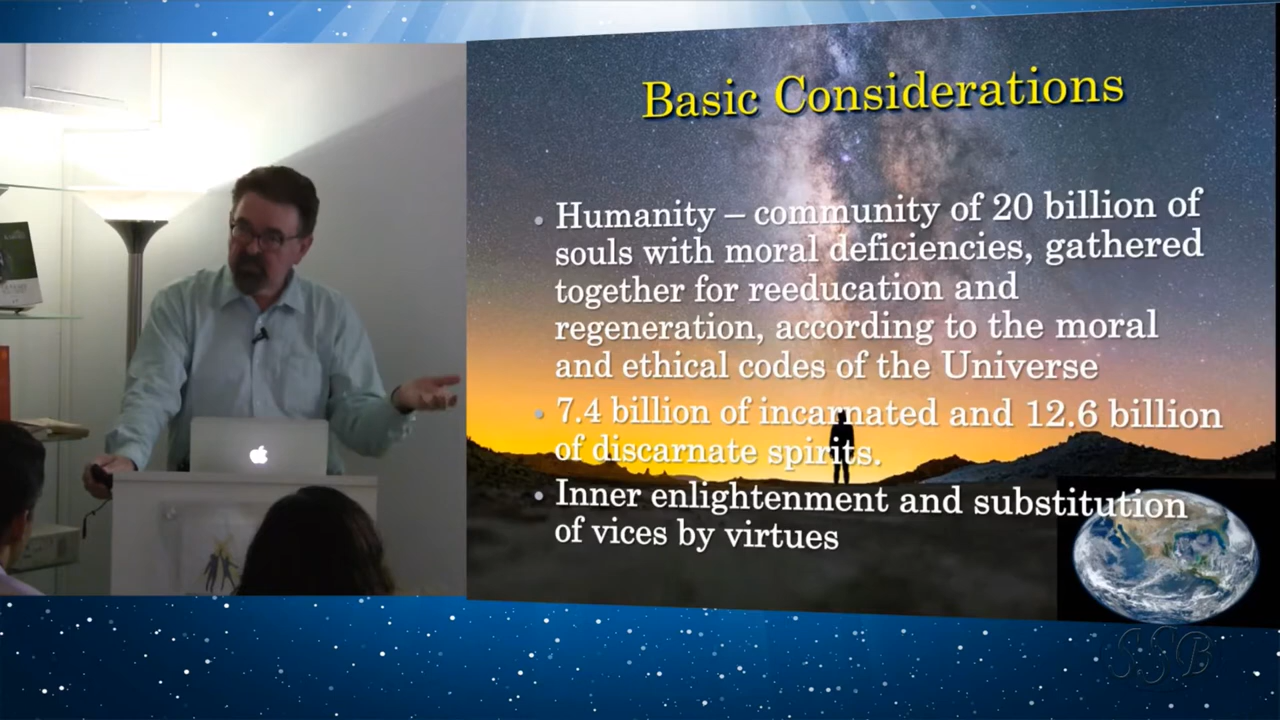 Basic Considerations
• Humanity – community of 20 billion of
souls with moral deficiencies, gathered
together for reeducation and
regeneration, according to the moral
and ethical codes of the Universe
• 7.4 billion of incarnated and 12.6 billion
of discarnate spirits.
• Inner enlightenment and substitution
of vices by virtues
SSB